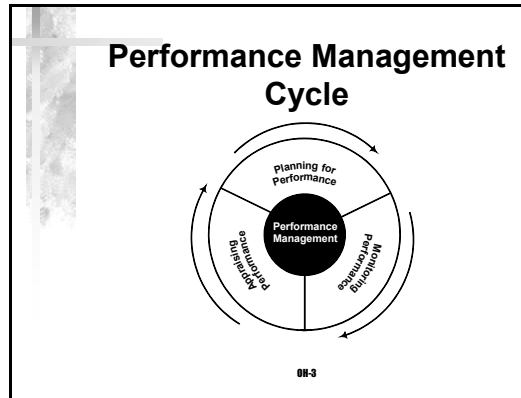 Performance Management
Cycle
Planning for
Performance
Performance
Management
Monitoring
Performance
Appraising
Performance
OH-3